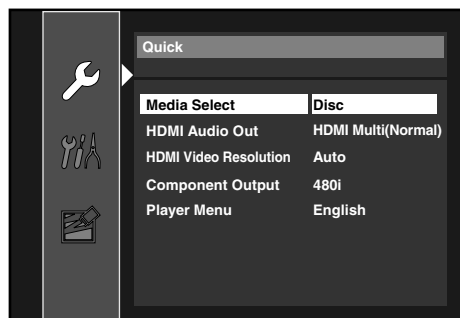 Quick
Media Select Disc
HDMI Audio Out HDMI Multi(Normal)
HDMI Video Resolution Auto
Component Output 480i
Player Menu English